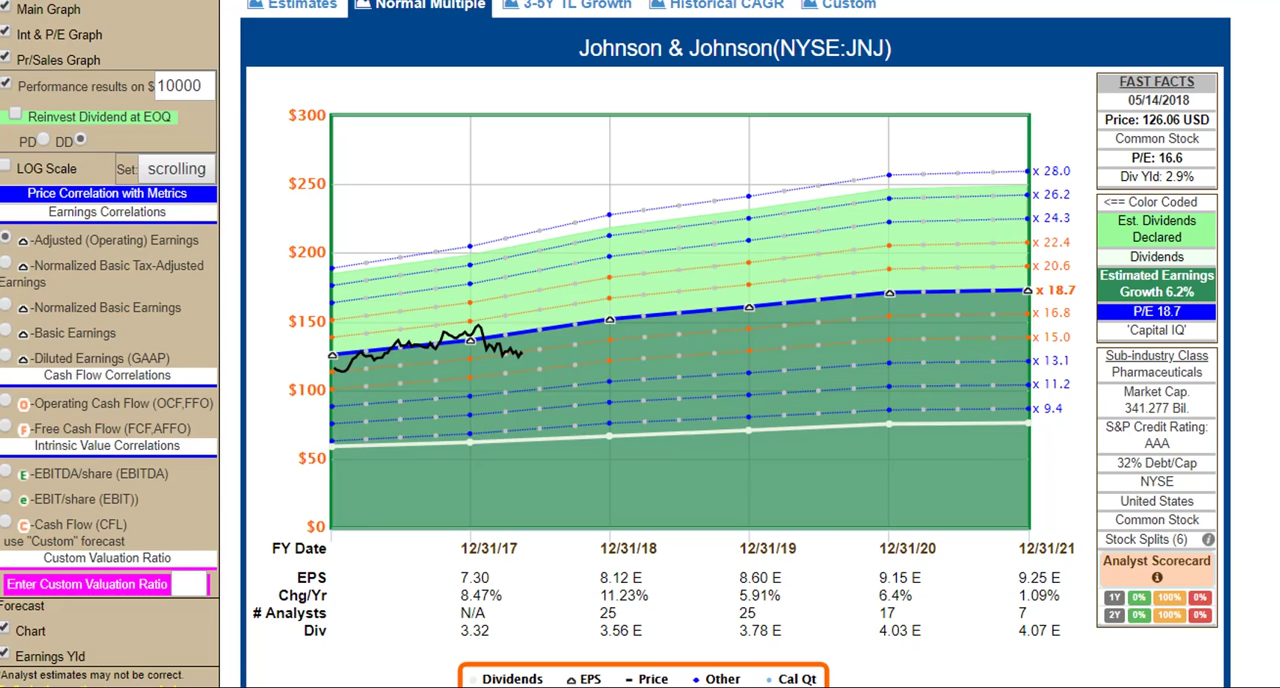 Main Graph
Int & P/E Graph
Pr/Sales Graph
Performance results on $ 10000
Reinvest Dividend at EOQ
PD DD
LOG Scale Set: scrolling
Price Correlation with Metrics
Earnings Correlations
-Adjusted (Operating) Earnings
-Normalized Basic Tax-Adjusted
Earnings
-Normalized Basic Earnings
-Basic Earnings
-Diluted Earnings (GAAP)
Cash Flow Correlations
O-Operating Cash Flow (OCF,FFO)
F-Free Cash Flow (FCF,AFFO)
Intrinsic Value Correlations
E-EBITDA/share (EBITDA)
e-EBIT/share (EBIT))
C-Cash Flow (CFL)
use "Custom" forecast
Custom Valuation Ratio
Enter Custom Valuation Ratio
Forecast
Chart
Earnings Yld
*Analyst estimates may not be correct.
Estimates Normal Multiple 3-5Y TL Growth Historical CAGR Custom
Johnson & Johnson(NYSE:JNJ)
$300
$250
$200
$150
$100
$50
$0
x 28.0
x 26.2
x 24.3
x 22.4
x 20.6
x 18.7
x 16.8
x 15.0
x 13.1
x 11.2
x 9.4
FY Date 12/31/17 12/31/18 12/31/19 12/31/20 12/31/21
EPS 7.30 8.12 E 8.60 E 9.15 E 9.25 E
Chg/Yr 8.47% 11.23% 5.91% 6.4% 1.09%
# Analysts N/A 25 25 17 7
Div 3.32 3.56 E 3.78 E 4.03 E 4.07 E
Dividends EPS Price Other Cal Qt
FAST FACTS
05/14/2018
Price: 126.06 USD
Common Stock
P/E: 16.6
Div Yld: 2.9%
<== Color Coded
Est. Dividends
Declared
Dividends
Estimated Earnings
Growth 6.2%
P/E 18.7
'Capital IQ'
Sub-industry Class
Pharmaceuticals
Market Cap.
341.277 Bil.
S&P Credit Rating:
AAA
32% Debt/Cap
NYSE
United States
Common Stock
Stock Splits (6) i
Analyst Scorecard
1Y 0% 100% 0%
2Y 0% 100% 0%